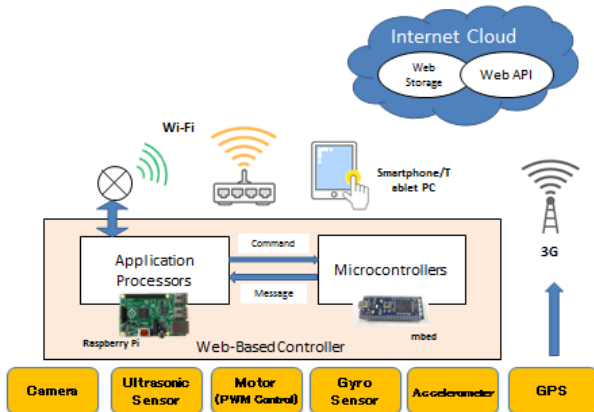 Internet Cloud
Web
Storage
Web API
Wi-Fi
Smartphone/T
ablet PC
3G
Application
Processors
Command
Message
Microcontrollers
Raspberry Pi
mbed
Web-Based Controller
Camera
Ultrasonic
Sensor
Motor
(PWM Control)
Gyro
Sensor
Accelerometer
GPS